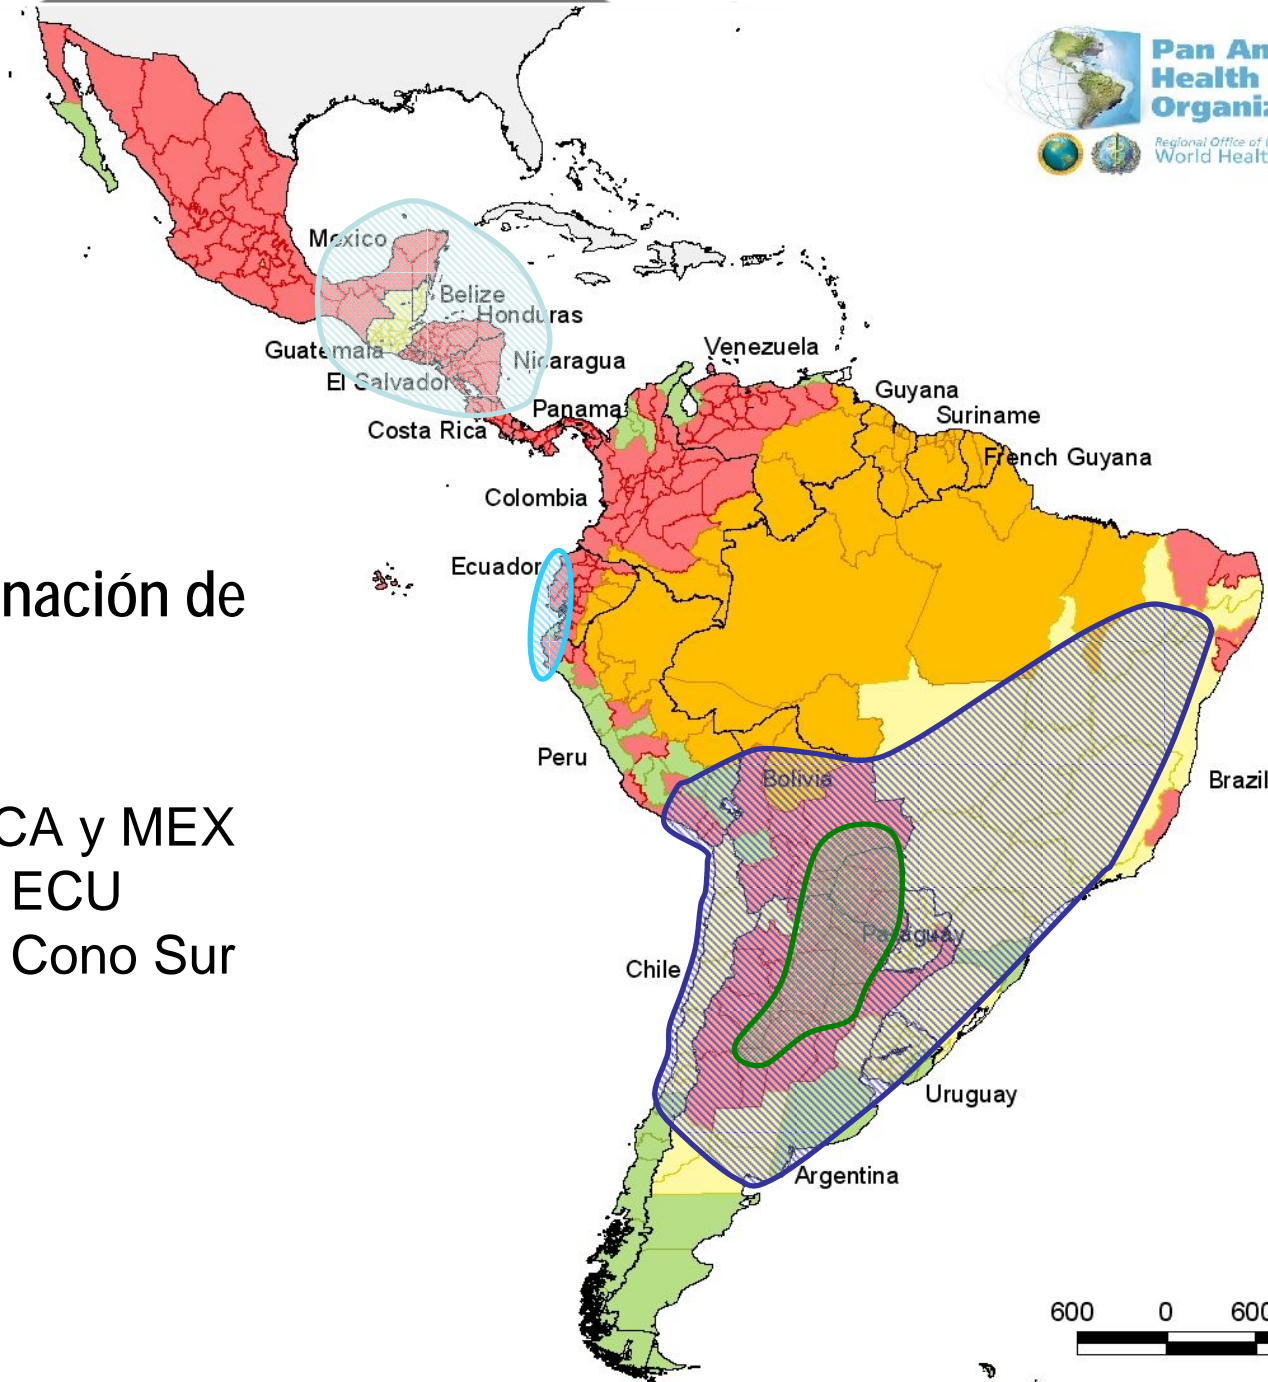 Pan Am
Health
Organiz
Regional Office of t
World Healt
Mexico
Belize
Honduras
Guatemala
Nicaragua
El Salvador
Venezuela
Guyana
Panama
Suriname
Costa Rica
French Guyana
Colombia
Ecuador
nación de
Peru
Bolivia
Brazil
CA y MEX
ECU
Paraguay
Cono Sur
Chile
Uruguay
Argentina
600 0 600